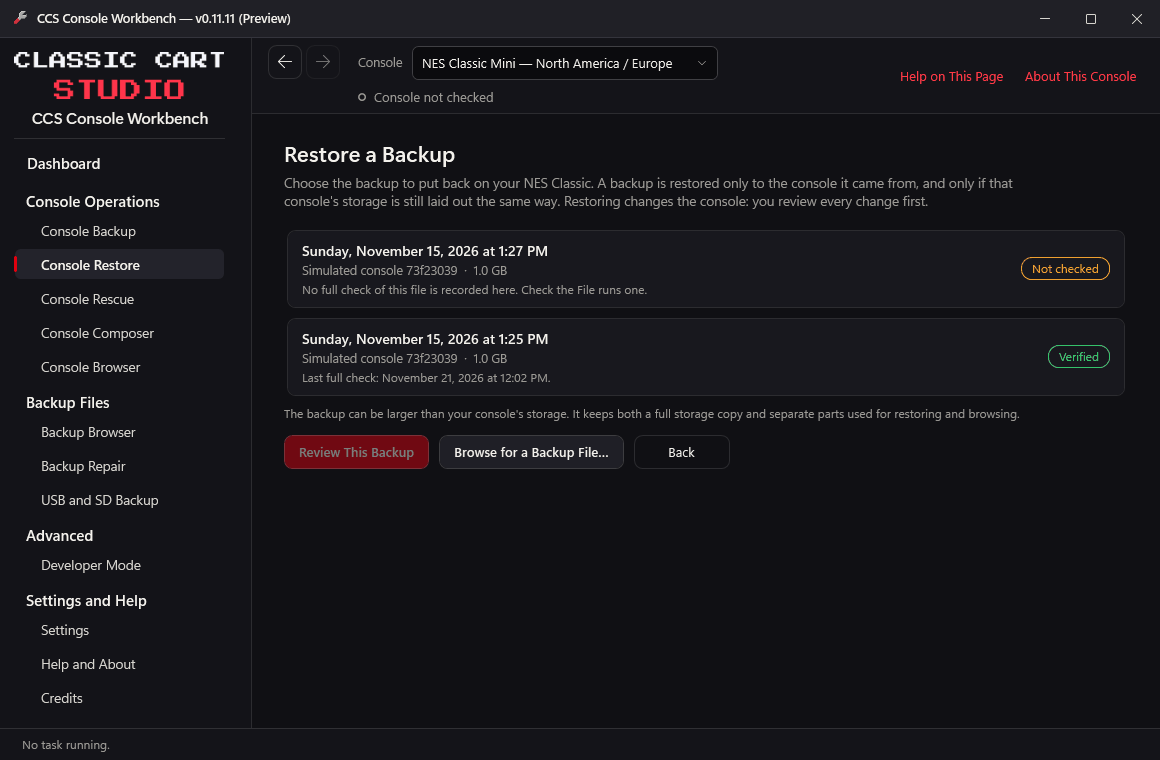 CCS Console Workbench — v0.11.11 (Preview)
CLASSIC CART
STUDIO
CCS Console Workbench
Dashboard
Console Operations
Console Backup
Console Restore
Console Rescue
Console Composer
Console Browser
Backup Files
Backup Browser
Backup Repair
USB and SD Backup
Advanced
Developer Mode
Settings and Help
Settings
Help and About
Credits
Console
NES Classic Mini — North America / Europe
Console not checked
Help on This Page
About This Console
Restore a Backup
Choose the backup to put back on your NES Classic. A backup is restored only to the console it came from, and only if that
console's storage is still laid out the same way. Restoring changes the console: you review every change first.
Sunday, November 15, 2026 at 1:27 PM
Simulated console 73f23039 · 1.0 GB
No full check of this file is recorded here. Check the File runs one.
Not checked
Sunday, November 15, 2026 at 1:25 PM
Simulated console 73f23039 · 1.0 GB
Last full check: November 21, 2026 at 12:02 PM.
Verified
The backup can be larger than your console's storage. It keeps both a full storage copy and separate parts used for restoring and browsing.
Review This Backup
Browse for a Backup File...
Back
No task running.